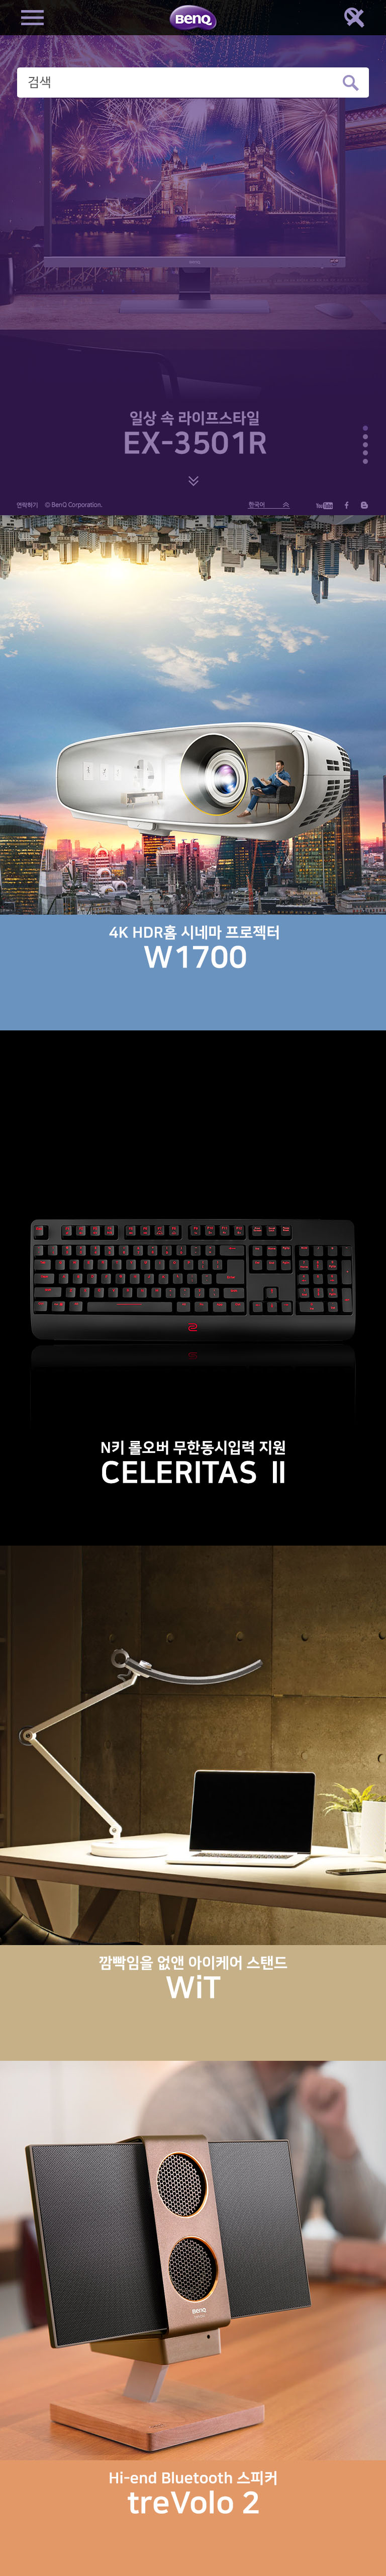 BenQ
검색
BenQ
일상 속 라이프스타일
EX-3501R
연락하기 © BenQ Corporation.
한국어
YouTube
4K HDR홈 시네마 프로젝터
W1700
N키 롤오버 무한동시입력 지원
CELERITAS II
깜빡임을 없앤 아이케어 스탠드
WiT
BenQ
Hi-end Bluetooth 스피커
treVolo 2